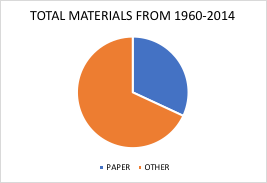 TOTAL MATERIALS FROM 1960-2014
PAPER OTHER